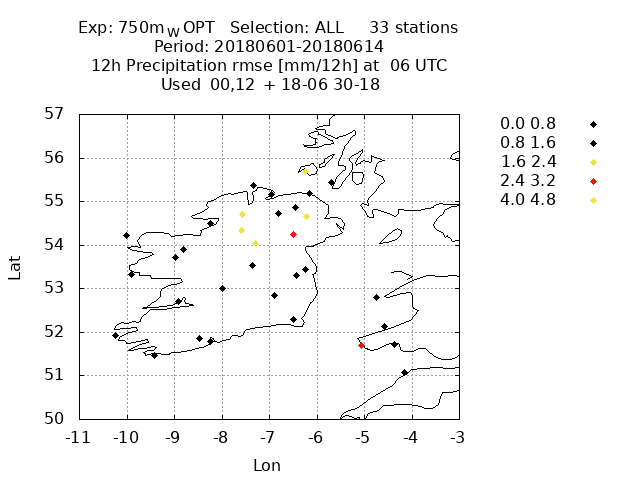 Exp: 750m_W OPT Selection: ALL 33 stations
Period: 20180601-20180614
12h Precipitation rmse [mm/12h] at 06 UTC
Used 00,12 + 18-06 30-18
57
56
55
54
53
52
51
50
-11 -10 -9 -8 -7 -6 -5 -4 -3
Lat
Lon
0.0 0.8
0.8 1.6
1.6 2.4
2.4 3.2
4.0 4.8